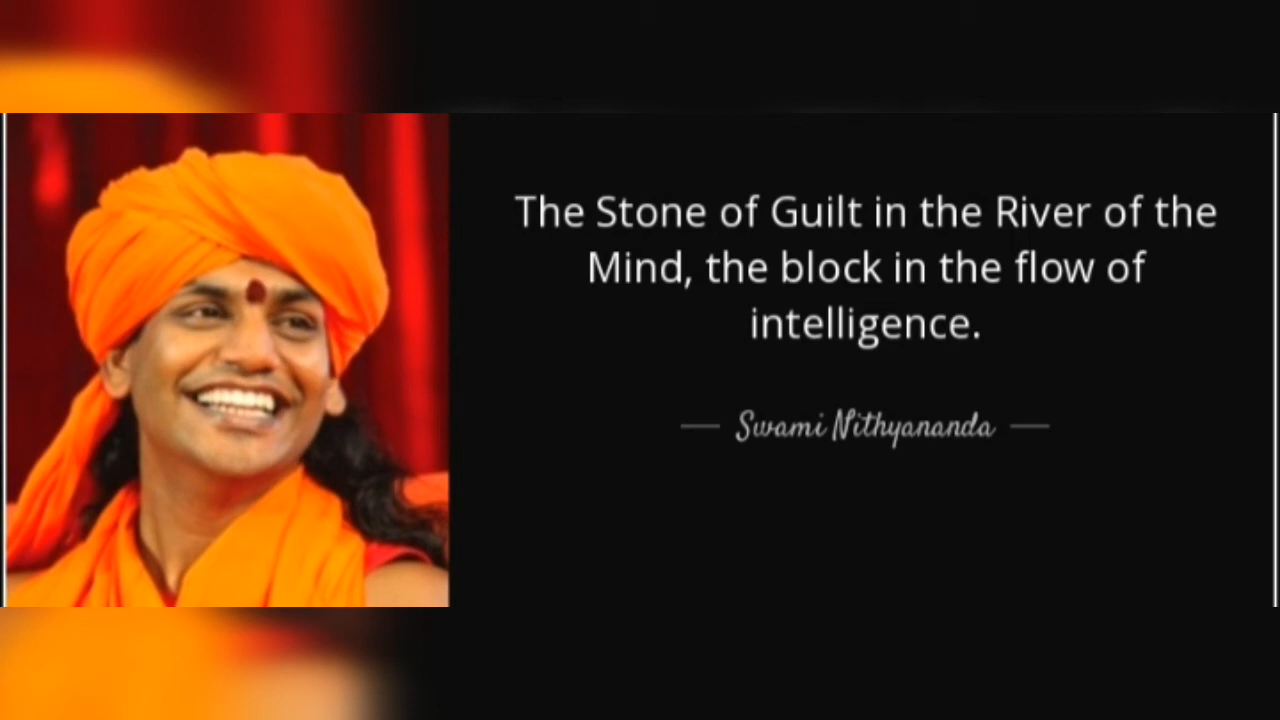 The Stone of Guilt in the River of the
Mind, the block in the flow of
intelligence.
Swami Nithyananda